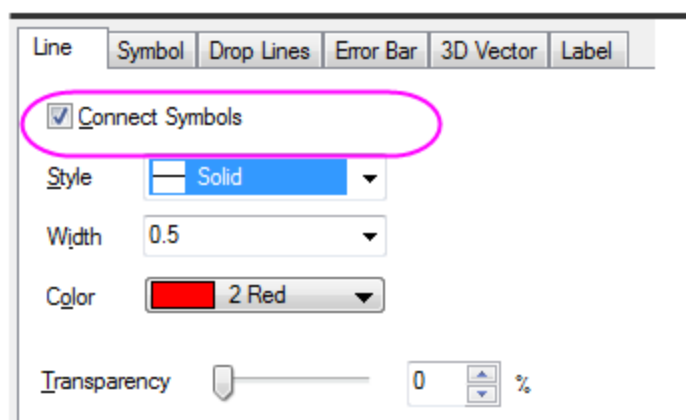 Line Symbol Drop Lines Error Bar 3D Vector Label
Connect Symbols
Style Solid
Width 0.5
Color 2 Red
Transparency 0 %